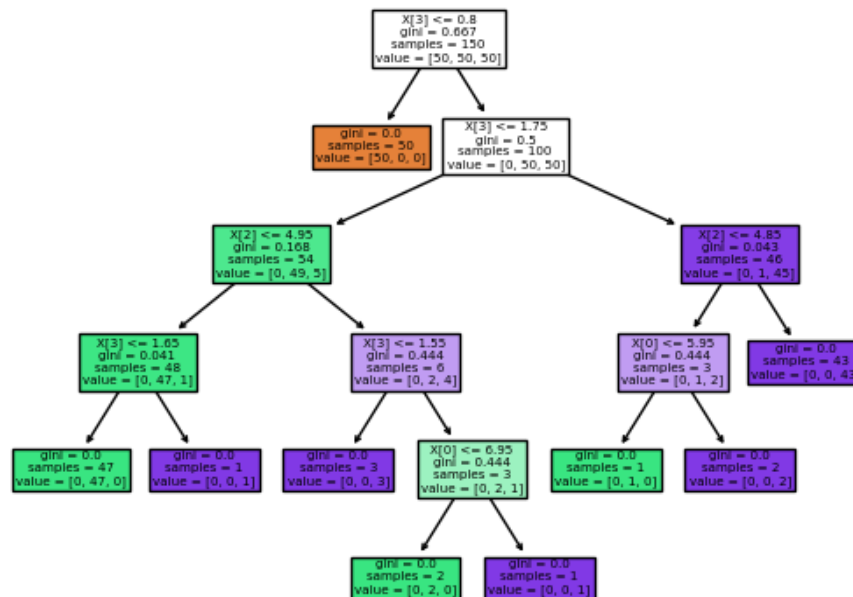 X[3] <= 0.8
gini = 0.667
samples = 150
value = [50, 50, 50]
gini = 0.0
samples = 50
value = [50, 0, 0]
X[3] <= 1.75
gini = 0.5
samples = 100
value = [0, 50, 50]
X[2] <= 4.95
gini = 0.168
samples = 54
value = [0, 49, 5]
X[2] <= 4.85
gini = 0.043
samples = 46
value = [0, 1, 45]
X[3] <= 1.65
gini = 0.041
samples = 48
value = [0, 47, 1]
X[3] <= 1.55
gini = 0.444
samples = 6
value = [0, 2, 4]
X[0] <= 5.95
gini = 0.444
samples = 3
value = [0, 1, 2]
gini = 0.0
samples = 43
value = [0, 0, 43
gini = 0.0
samples = 47
value = [0, 47, 0]
gini = 0.0
samples = 1
value = [0, 0, 1]
gini = 0.0
samples = 3
value = [0, 0, 3]
X[0] <= 6.95
gini = 0.444
samples = 3
value = [0, 2, 1]
gini = 0.0
samples = 1
value = [0, 1, 0]
gini = 0.0
samples = 2
value = [0, 0, 2]
gini = 0.0
samples = 2
value = [0, 2, 0]
gini = 0.0
samples = 1
value = [0, 0, 1]